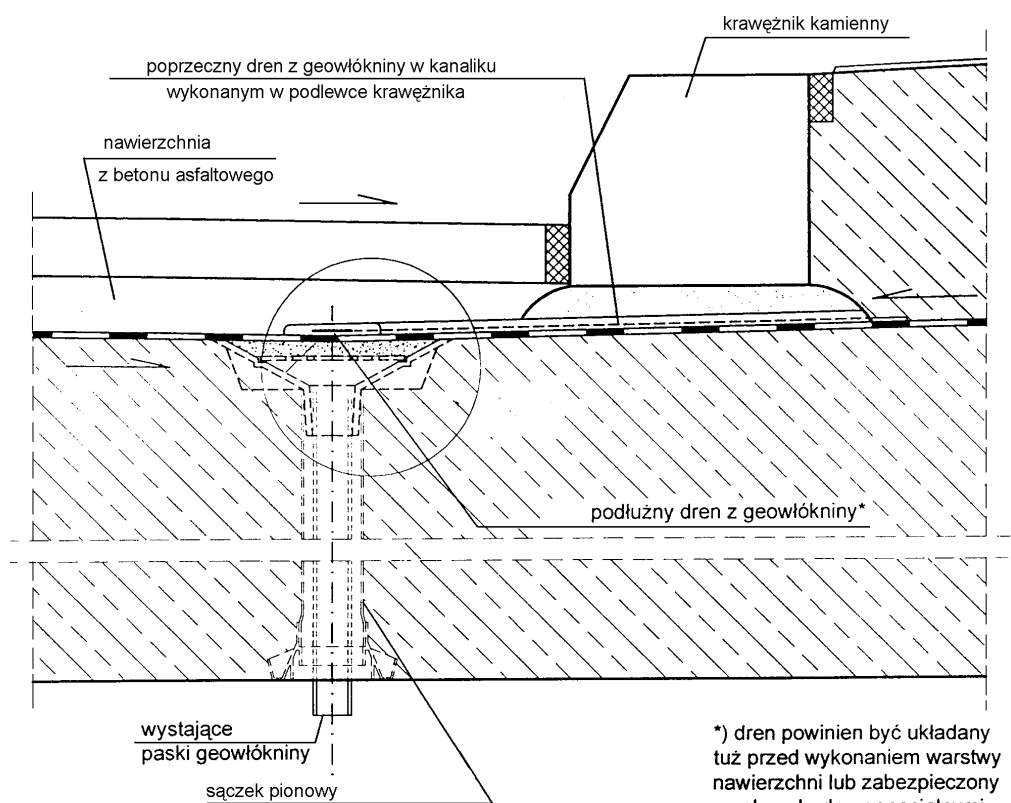 krawężnik kamienny
poprzeczny dren z geowłókniny w kanaliku
wykonanym w podlewce krawężnika
nawierzchnia
z betonu asfaltowego
podłużny dren z geowłókniny*
wystające
paski geowłókniny
sączek pionowy
*) dren powinien być układany
tuż przed wykonaniem warstwy
nawierzchni lub zabezpieczony